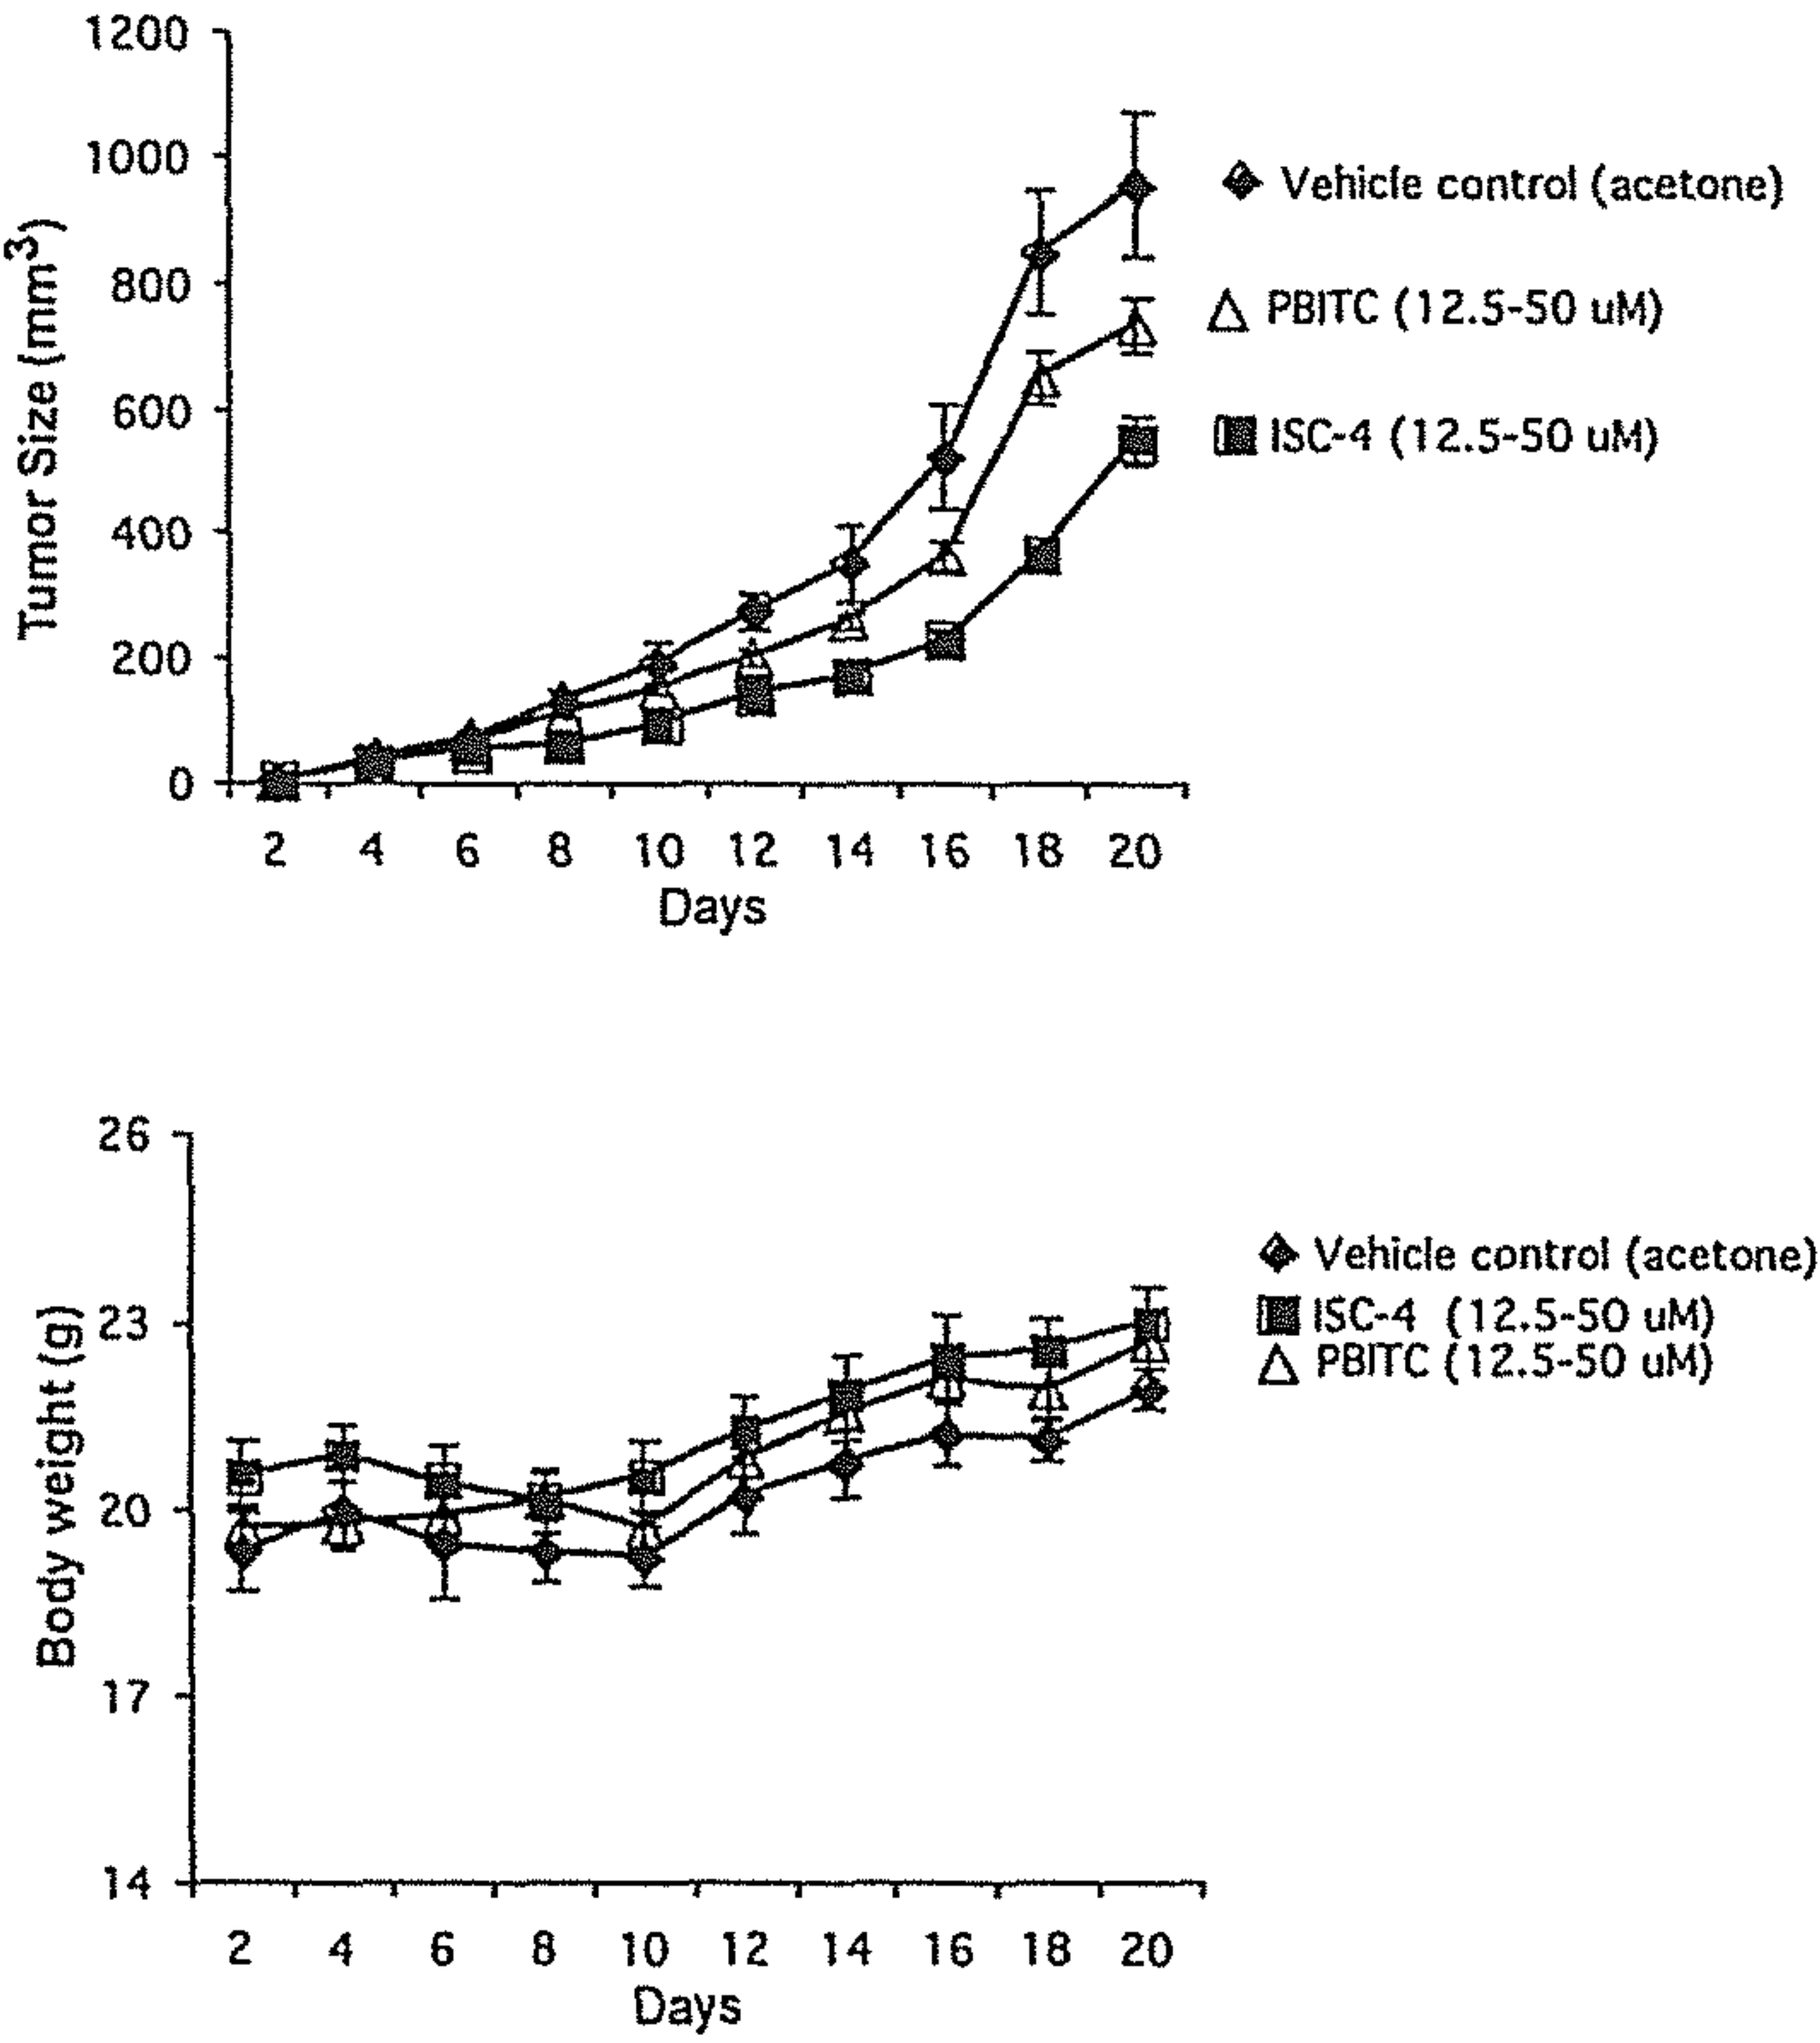 1200
1000
800
600
400
200
0
Tumor Size (mm³)
2 4 6 8 10 12 14 16 18 20
Days
Vehicle control (acetone)
PBITC (12.5-50 uM)
ISC-4 (12.5-50 uM)
26
23
20
17
14
Body weight (g)
2 4 6 8 10 12 14 16 18 20
Days
Vehicle control (acetone)
ISC-4 (12.5-50 uM)
PBITC (12.5-50 uM)